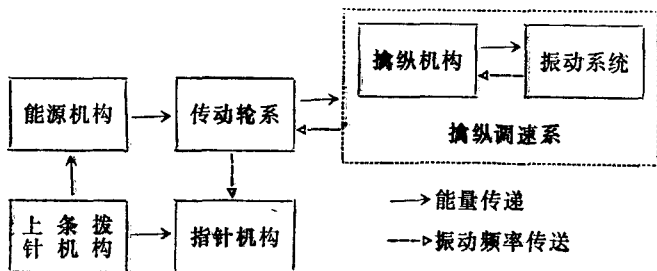 擒纵机构
振动系统
能源机构
传动轮系
擒纵调速系
上条拨
针机构
指针机构
能量传递
振动频率传送